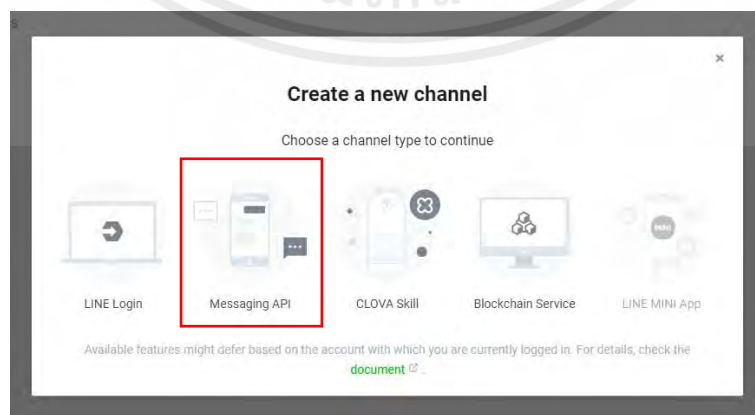 Create a new channel
Choose a channel type to continue
LINE Login
Messaging API
CLOVA Skill
Blockchain Service
LINE MINI App
Available features might defer based on the account with which you are currently logged in. For details, check the
document